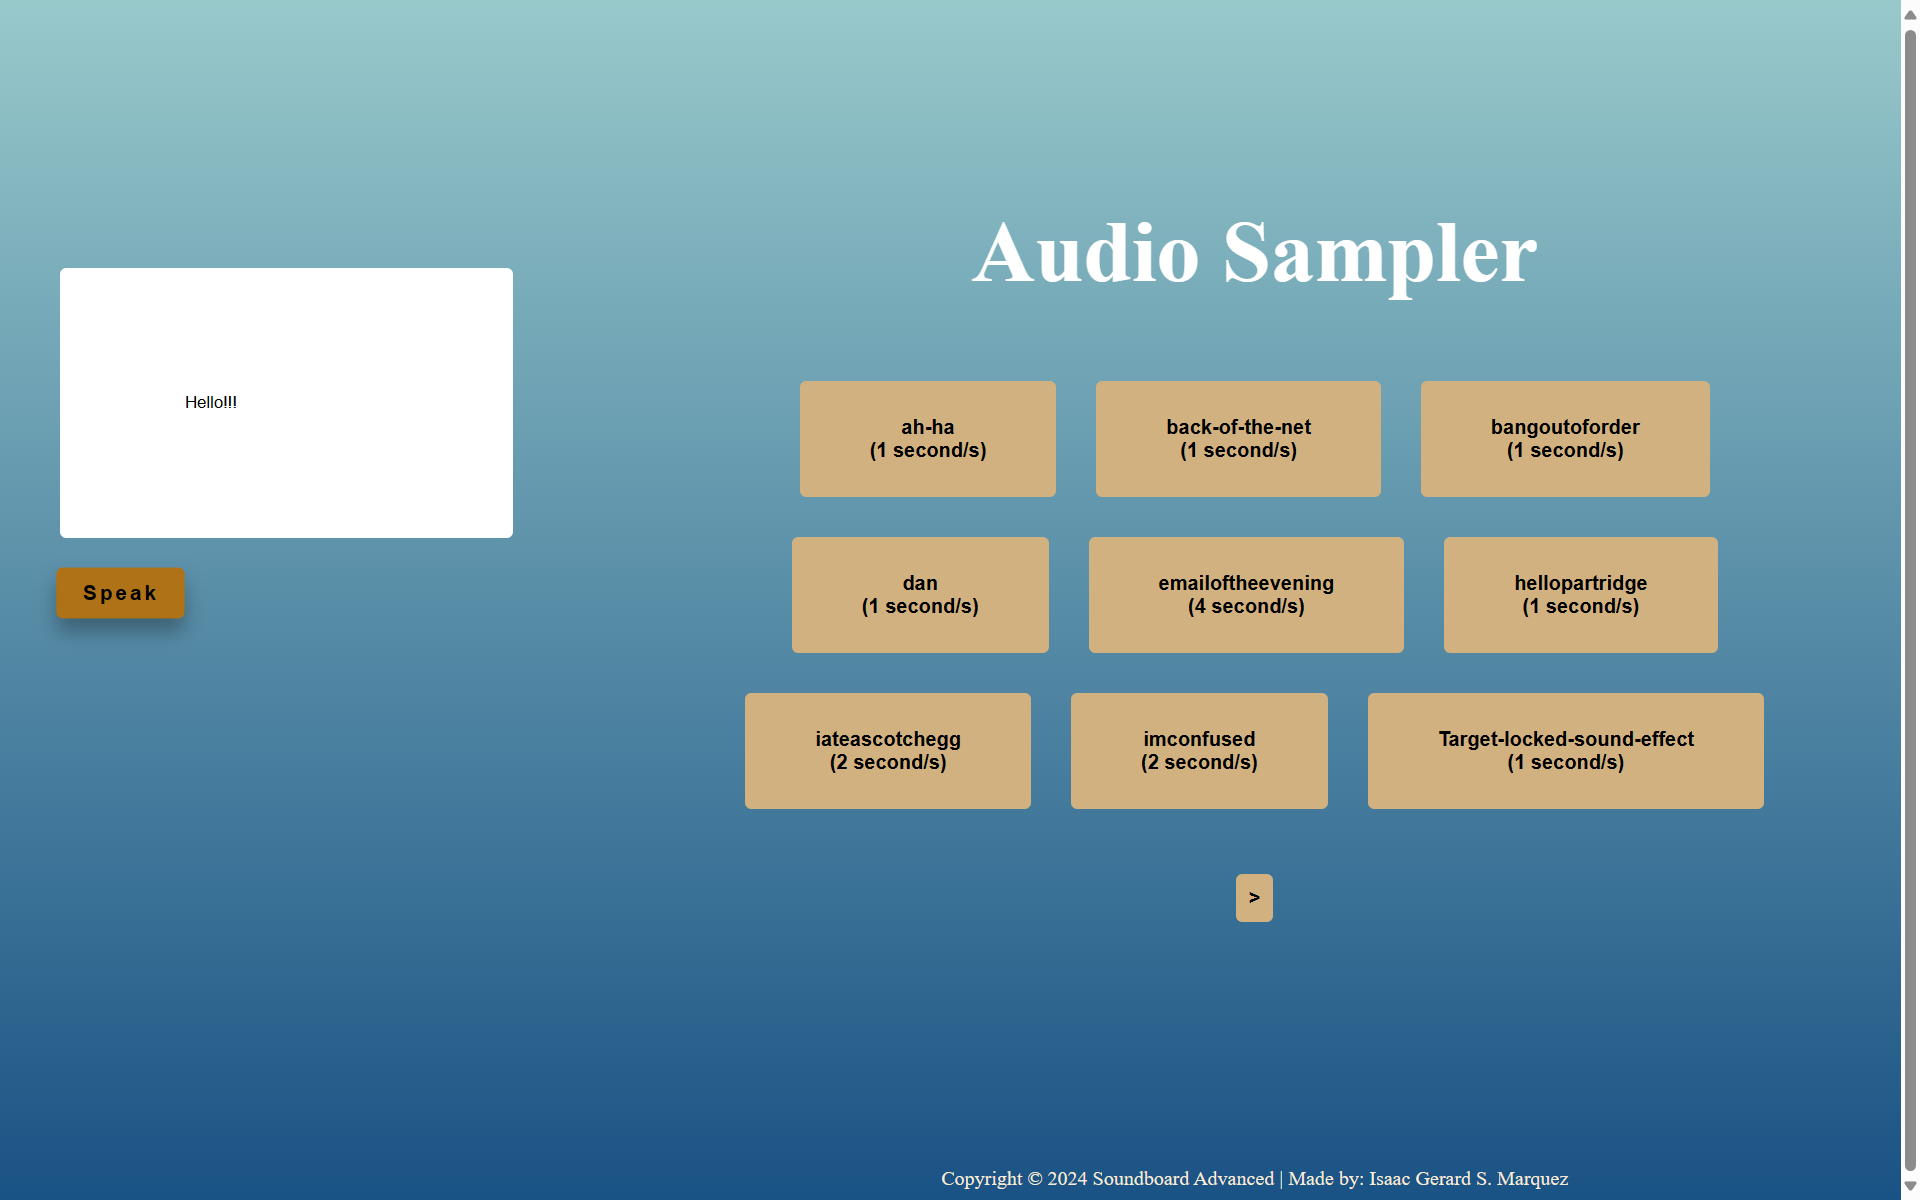 Audio Sampler
Hello!!!
Speak
ah-ha
(1 second/s)
back-of-the-net
(1 second/s)
bangoutoforder
(1 second/s)
dan
(1 second/s)
emailoftheevening
(4 second/s)
hellopartridge
(1 second/s)
iateascotchegg
(2 second/s)
imconfused
(2 second/s)
Target-locked-sound-effect
(1 second/s)
>
Copyright © 2024 Soundboard Advanced | Made by: Isaac Gerard S. Marquez